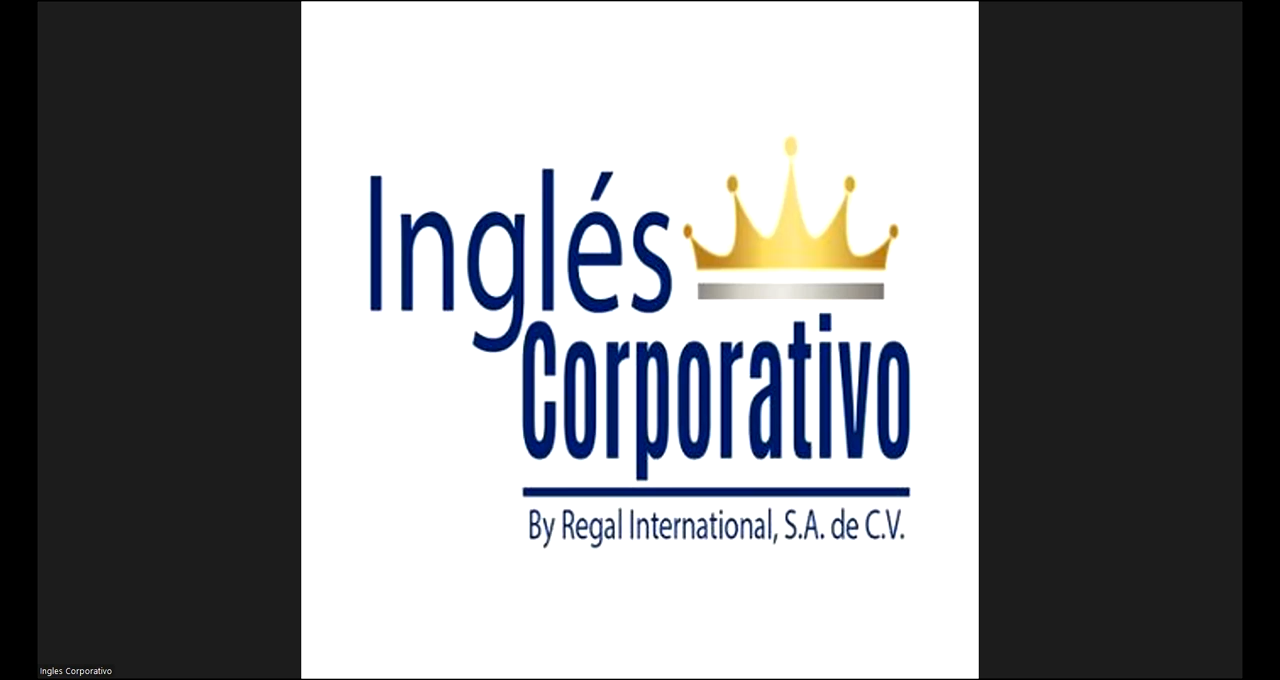 Inglés
Corporativo
By Regal International, S.A. de C.V.
Ingles Corporativo